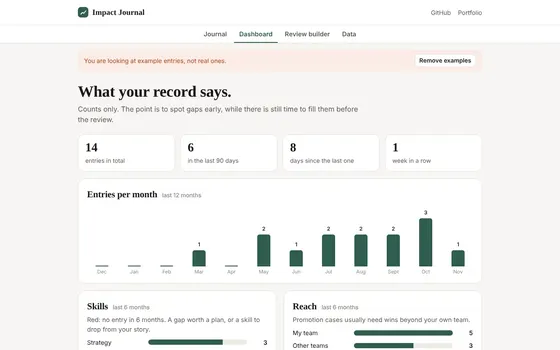 Impact Journal
GitHub Portfolio
Journal Dashboard Review builder Data
You are looking at example entries, not real ones.
Remove examples
What your record says.
Counts only. The point is to spot gaps early, while there is still time to fill them before
the review.
14
entries in total
6
in the last 90 days
8
days since the last one
1
week in a row
Entries per month last 12 months
1
2
1
2
2
2
3
1
Dec Jan Feb Mar Apr May Jun Jul Aug Sept Oct Nov
Skills last 6 months
Red: no entry in 6 months. A gap worth a plan, or a skill to
drop from your story.
Strategy 3
Reach last 6 months
Promotion cases usually need wins beyond your own team.
My team 5
Other teams 3